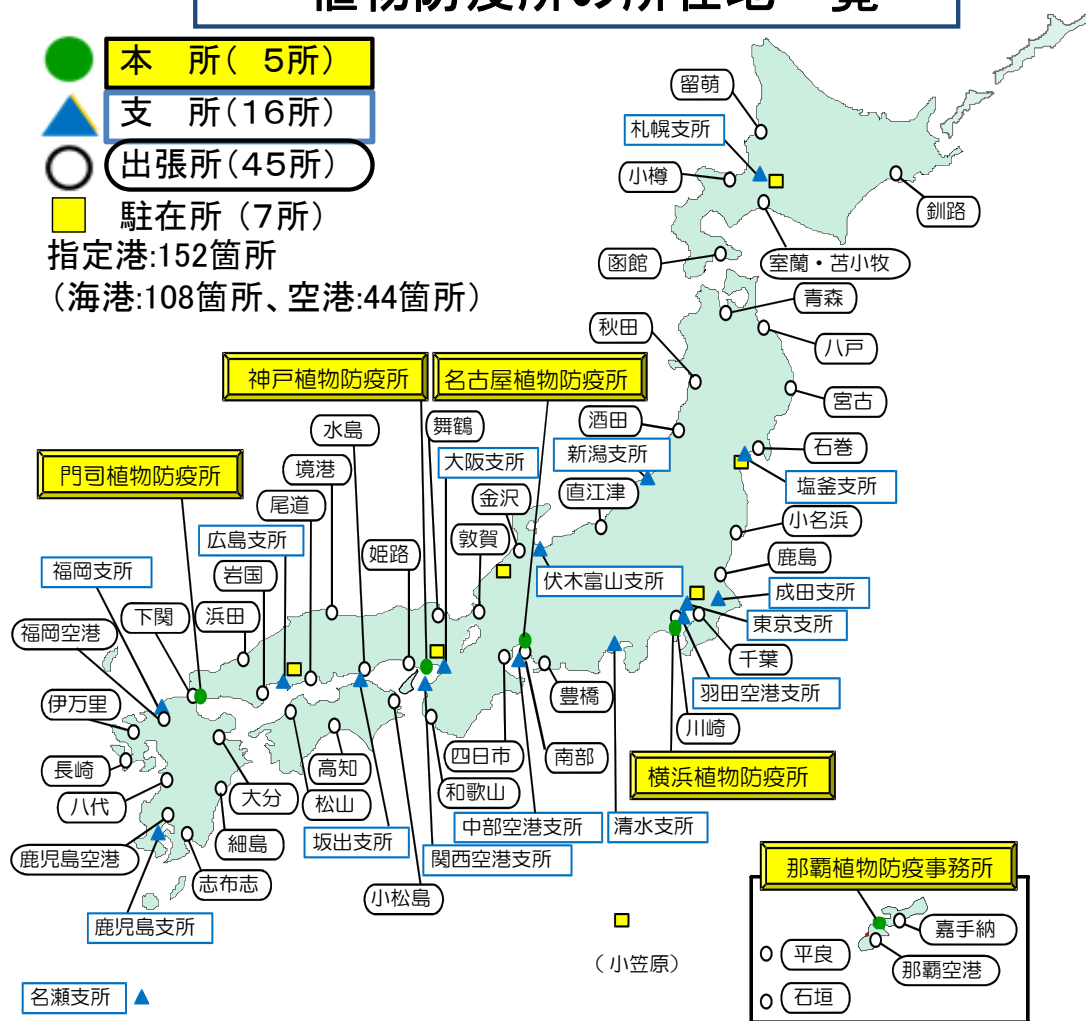 植物防疫所の所在地一覧
本　所(　5所)
支　所(16所)
出張所(45所)
駐在所 (7所)
指定港:152箇所
(海港:108箇所、空港:44箇所)
留萌
札幌支所
小樽
釧路
函館
室蘭・苫小牧
青森
秋田
八戸
宮古
神戸植物防疫所
名古屋植物防疫所
酒田
水島
舞鶴
新潟支所
石巻
大阪支所
門司植物防疫所
境港
塩釜支所
尾道
金沢
直江津
小名浜
広島支所
敦賀
姫路
鹿島
福岡支所
岩国
伏木富山支所
成田支所
下関
浜田
東京支所
福岡空港
千葉
羽田空港支所
豊橋
伊万里
川崎
四日市
南部
長崎
高知
横浜植物防疫所
和歌山
八代
大分
松山
中部空港支所
清水支所
坂出支所
細島
鹿児島空港
関西空港支所
那覇植物防疫事務所
志布志
小松島
鹿児島支所
嘉手納
平良
(小笠原)
那覇空港
名瀬支所
石垣